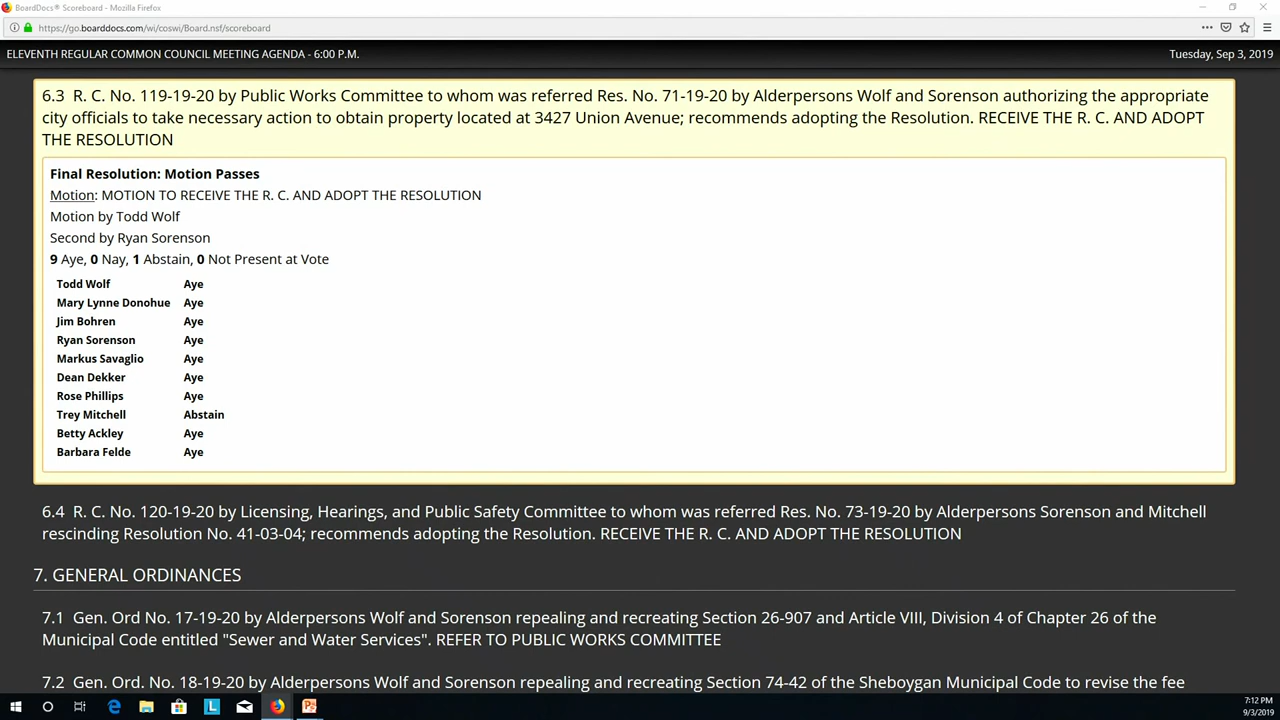 BoardDocs® Scoreboard - Mozilla Firefox
https://go.boarddocs.com/wi/coswi/Board.nsf/scoreboard
ELEVENTH REGULAR COMMON COUNCIL MEETING AGENDA - 6:00 P.M.
Tuesday, Sep 3, 2019
6.3 R. C. No. 119-19-20 by Public Works Committee to whom was referred Res. No. 71-19-20 by Alderpersons Wolf and Sorenson authorizing the appropriate
city officials to take necessary action to obtain property located at 3427 Union Avenue; recommends adopting the Resolution. RECEIVE THE R. C. AND ADOPT
THE RESOLUTION
Final Resolution: Motion Passes
Motion: MOTION TO RECEIVE THE R. C. AND ADOPT THE RESOLUTION
Motion by Todd Wolf
Second by Ryan Sorenson
9 Aye, 0 Nay, 1 Abstain, 0 Not Present at Vote
Todd Wolf Aye
Mary Lynne Donohue Aye
Jim Bohren Aye
Ryan Sorenson Aye
Markus Savaglio Aye
Dean Dekker Aye
Rose Phillips Aye
Trey Mitchell Abstain
Betty Ackley Aye
Barbara Felde Aye
6.4 R. C. No. 120-19-20 by Licensing, Hearings, and Public Safety Committee to whom was referred Res. No. 73-19-20 by Alderpersons Sorenson and Mitchell
rescinding Resolution No. 41-03-04; recommends adopting the Resolution. RECEIVE THE R. C. AND ADOPT THE RESOLUTION
7. GENERAL ORDINANCES
7.1 Gen. Ord No. 17-19-20 by Alderpersons Wolf and Sorenson repealing and recreating Section 26-907 and Article VIII, Division 4 of Chapter 26 of the
Municipal Code entitled "Sewer and Water Services". REFER TO PUBLIC WORKS COMMITTEE
7.2 Gen. Ord. No. 18-19-20 by Alderpersons Wolf and Sorenson repealing and recreating Section 74-42 of the Sheboygan Municipal Code to revise the fee
7:12 PM
9/3/2019